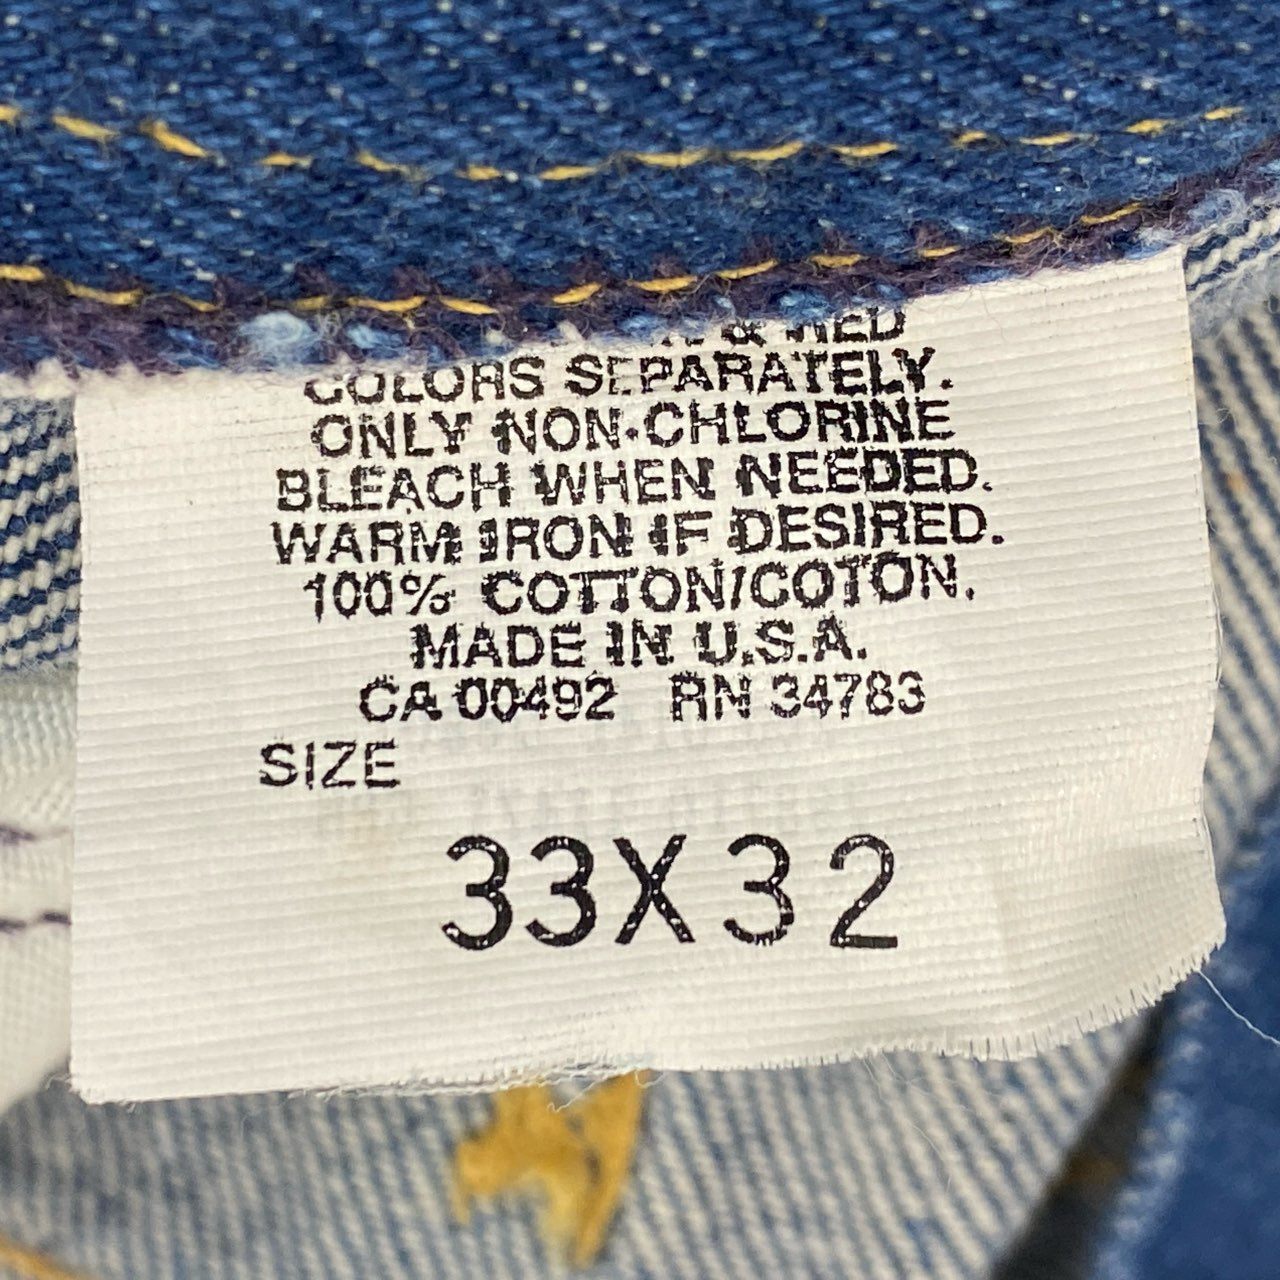 & RED
COLORS SEPARATELY.
ONLY NON-CHLORINE
BLEACH WHEN NEEDED.
WARM IRON IF DESIRED.
100% COTTON/COTON.
MADE IN U.S.A.
CA 00492 RN 34783
SIZE
33X32